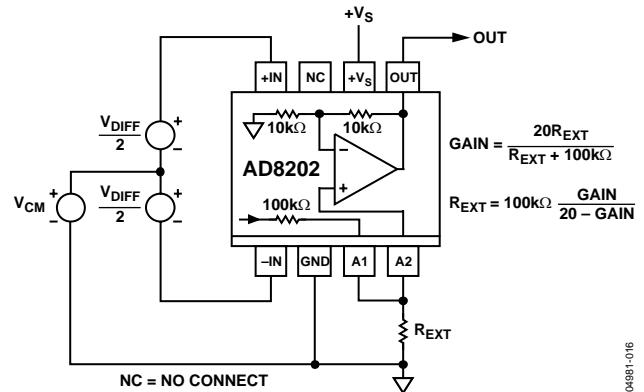 +VS
OUT
+IN
NC
+VS
OUT
10kΩ
10kΩ
VDIFF
2
+
−
−
AD8202
+
100kΩ
GAIN = 20REXT / REXT + 100kΩ
VCM
+
−
VDIFF
2
+
−
REXT = 100kΩ GAIN / 20 – GAIN
–IN
GND
A1
A2
REXT
NC = NO CONNECT
04981-016